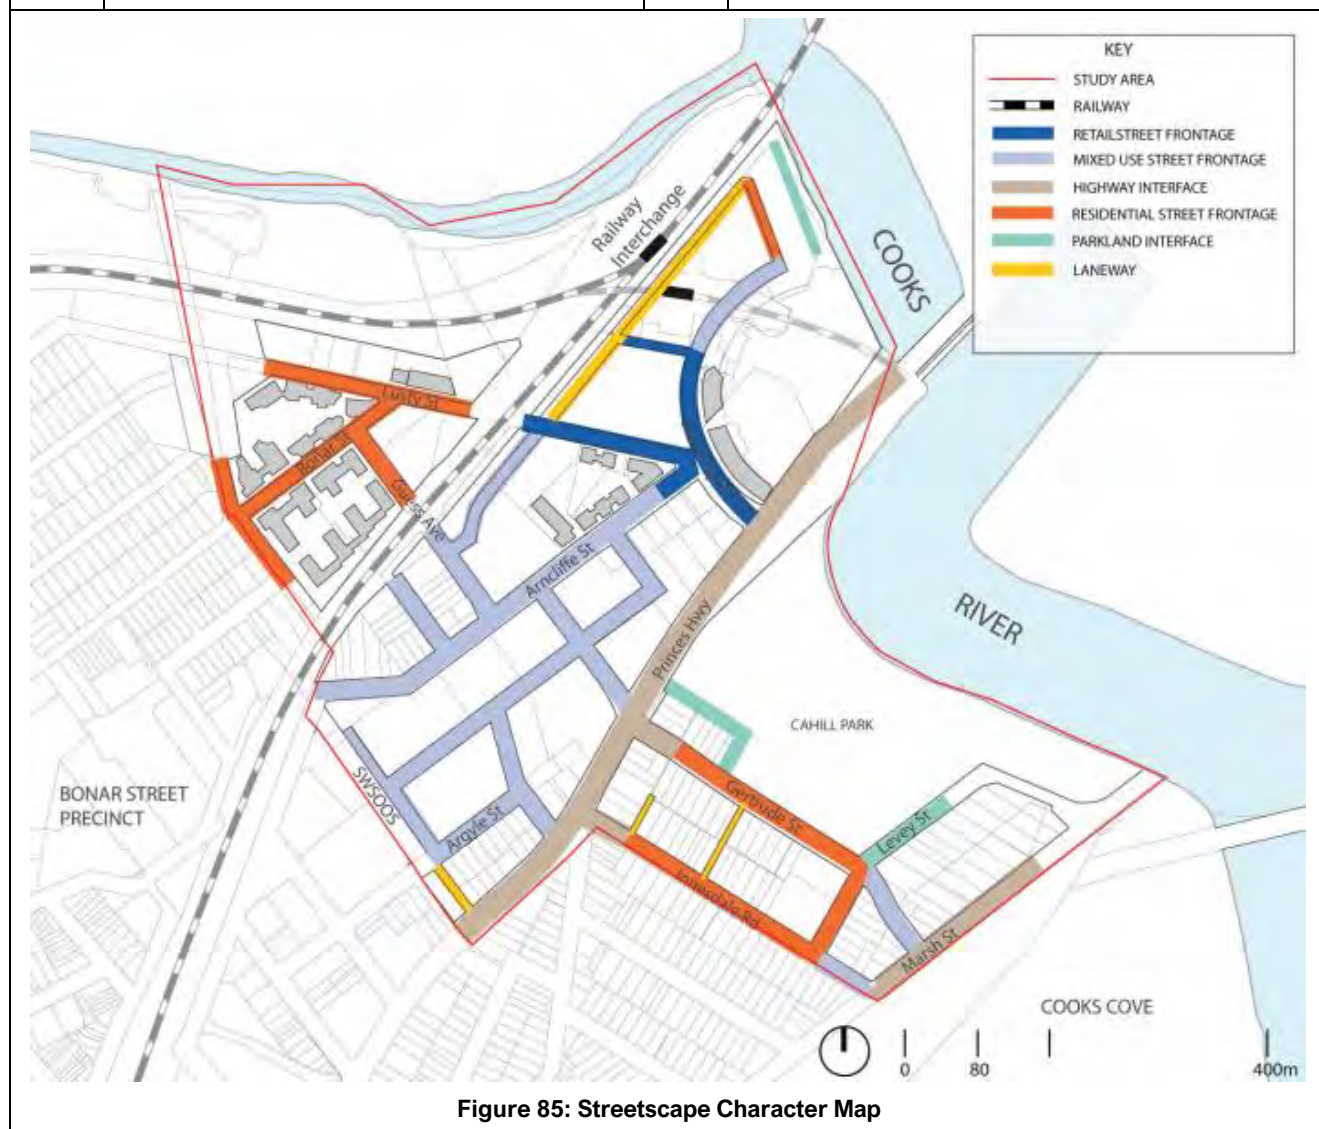 KEY
STUDY AREA
RAILWAY
RETAILSTREET FRONTAGE
MIXED USE STREET FRONTAGE
HIGHWAY INTERFACE
RESIDENTIAL STREET FRONTAGE
PARKLAND INTERFACE
LANEWAY
Railway
Interchange
COOKS
RIVER
Lusty St
Bonar St
Guess Ave
Arncliffe St
Princes Hwy
CAHILL PARK
BONAR STREET
PRECINCT
SWSOOS
Argyle St
Gertrude St
Levey St
Innesdale Rd
Marsh St
COOKS COVE
0
80
400m
Figure 85: Streetscape Character Map